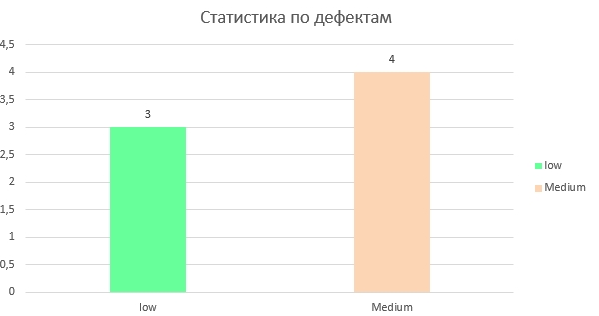 Статистика по дефектам
4,5
4
3,5
3
2,5
2
1,5
1
0,5
0
3
4
low
Medium
low
Medium